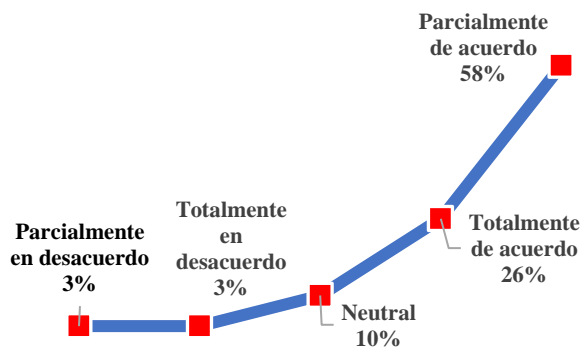 Parcialmente
en desacuerdo
3%
Totalmente
en
desacuerdo
3%
Neutral
10%
Totalmente
de acuerdo
26%
Parcialmente
de acuerdo
58%